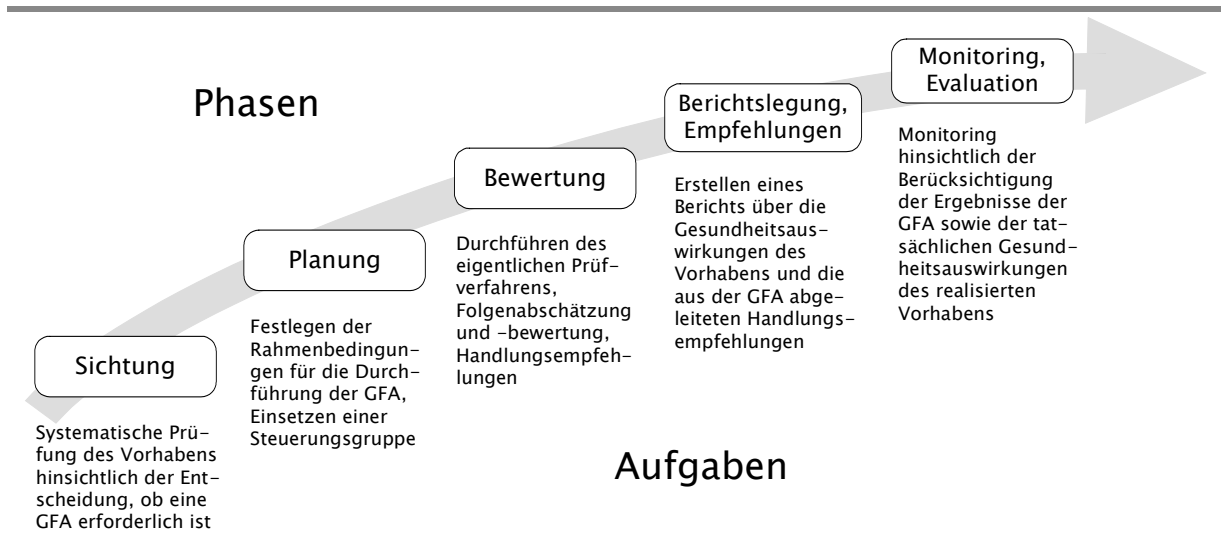 Phasen
Sichtung
Systematische Prü–
fung des Vorhabens
hinsichtlich der Ent–
scheidung, ob eine
GFA erforderlich ist
Planung
Festlegen der
Rahmenbedingun–
gen für die Durch–
führung der GFA,
Einsetzen einer
Steuerungsgruppe
Bewertung
Durchführen des
eigentlichen Prüf–
verfahrens,
Folgenabschätzung
und –bewertung,
Handlungsempfeh–
lungen
Berichtslegung,
Empfehlungen
Erstellen eines
Berichts über die
Gesundheitsaus–
wirkungen des
Vorhabens und die
aus der GFA abge–
leiteten Handlungs–
empfehlungen
Monitoring,
Evaluation
Monitoring
hinsichtlich der
Berücksichtigung
der Ergebnisse der
GFA sowie der tat–
sächlichen Gesund–
heitsauswirkungen
des realisierten
Vorhabens
Aufgaben